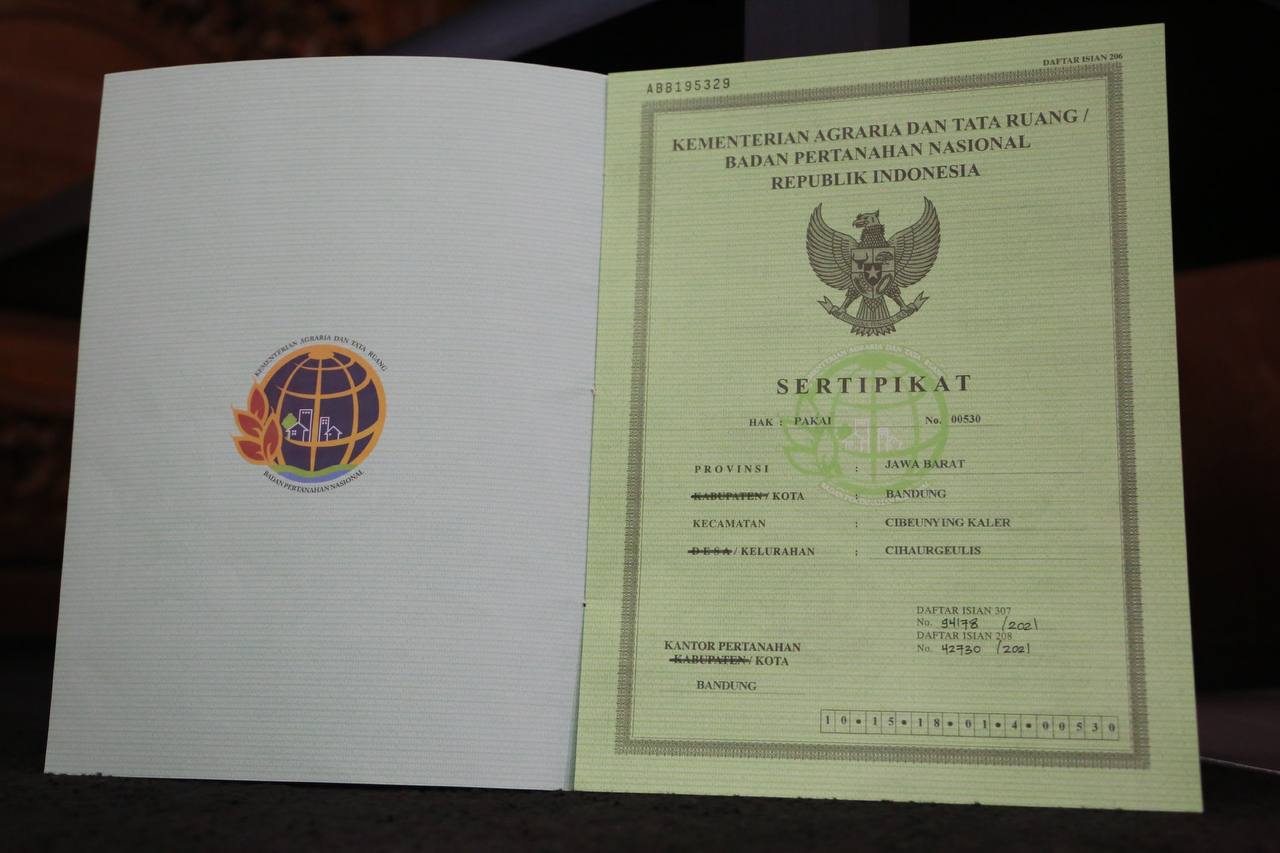 KEMENTERIAN AGRARIA DAN TATA RUANG
BADAN PERTANAHAN NASIONAL
ABB195329
DAFTAR ISIAN 206
KEMENTERIAN AGRARIA DAN TATA RUANG /
BADAN PERTANAHAN NASIONAL
REPUBLIK INDONESIA
SERTIPIKAT
HAK : PAKAI No. 00530
PROVINSI : JAWA BARAT
KABUPATEN / KOTA : BANDUNG
KECAMATAN : CIBEUNYING KALER
DESA / KELURAHAN : CIHAURGEULIS
DAFTAR ISIAN 307
No. 94178 /2021
DAFTAR ISIAN 208
No. 42730 /2021
KANTOR PERTANAHAN
KABUPATEN / KOTA
BANDUNG
10•15•18•01•4•00530